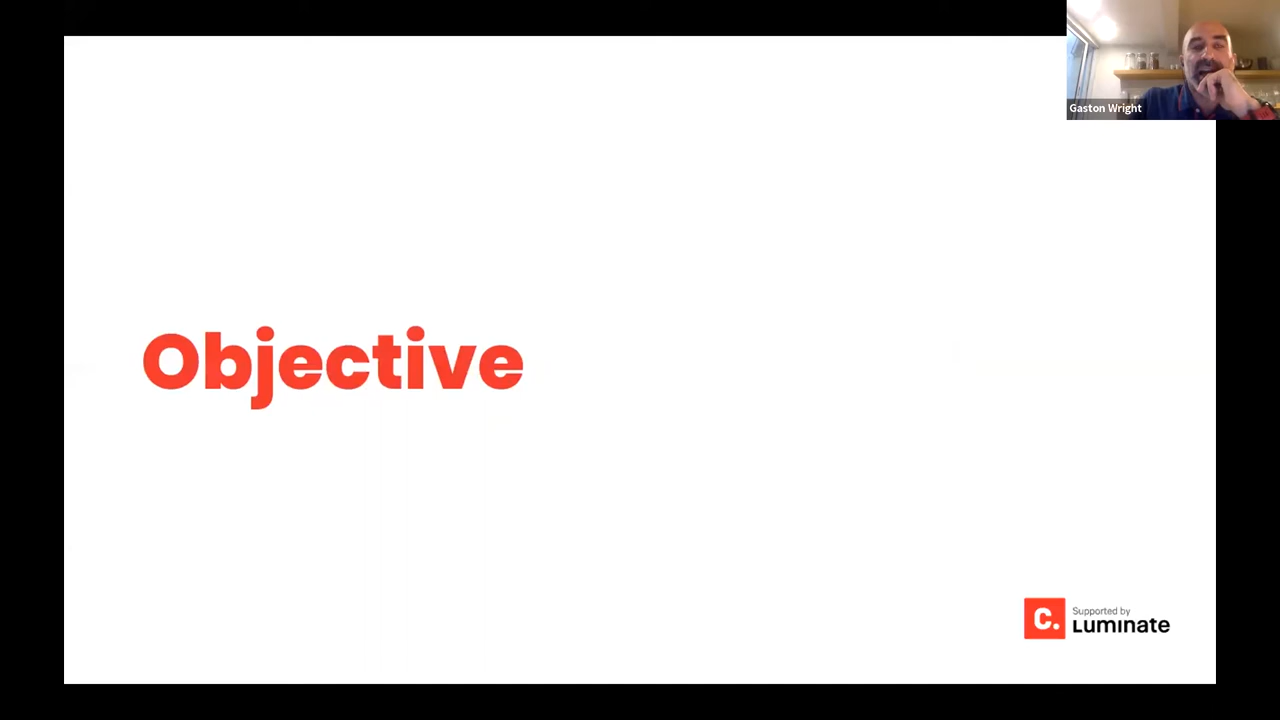 Gaston Wright
Objective
C.
Supported by
Luminate